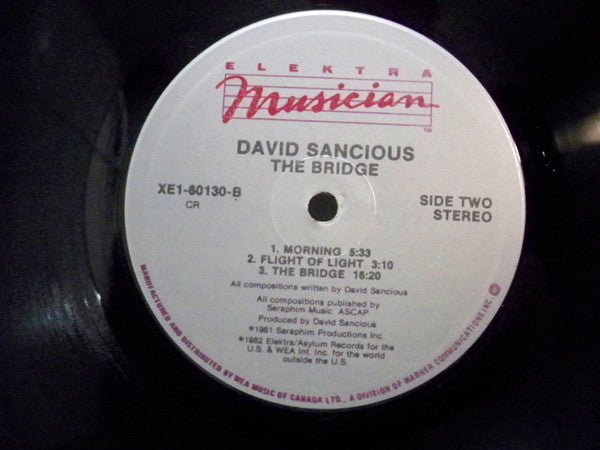 ELEKTRA
Musician
TM
DAVID SANCIOUS
THE BRIDGE
XE1-60130-B
CR
SIDE TWO
STEREO
1. MORNING 5:33
2. FLIGHT OF LIGHT 3:10
3. THE BRIDGE 16:20
All compositions written by David Sancious
All compositions published by
Seraphim Music ASCAP
Produced by David Sancious
℗1981 Seraphim Productions Inc.
℗1982 Elektra/Asylum Records for the
U.S. & WEA Int. Inc. for the world
outside the U.S.
MANUFACTURED AND DISTRIBUTED BY WEA MUSIC OF CANADA LTD., A DIVISION OF WARNER COMMUNICATIONS INC.